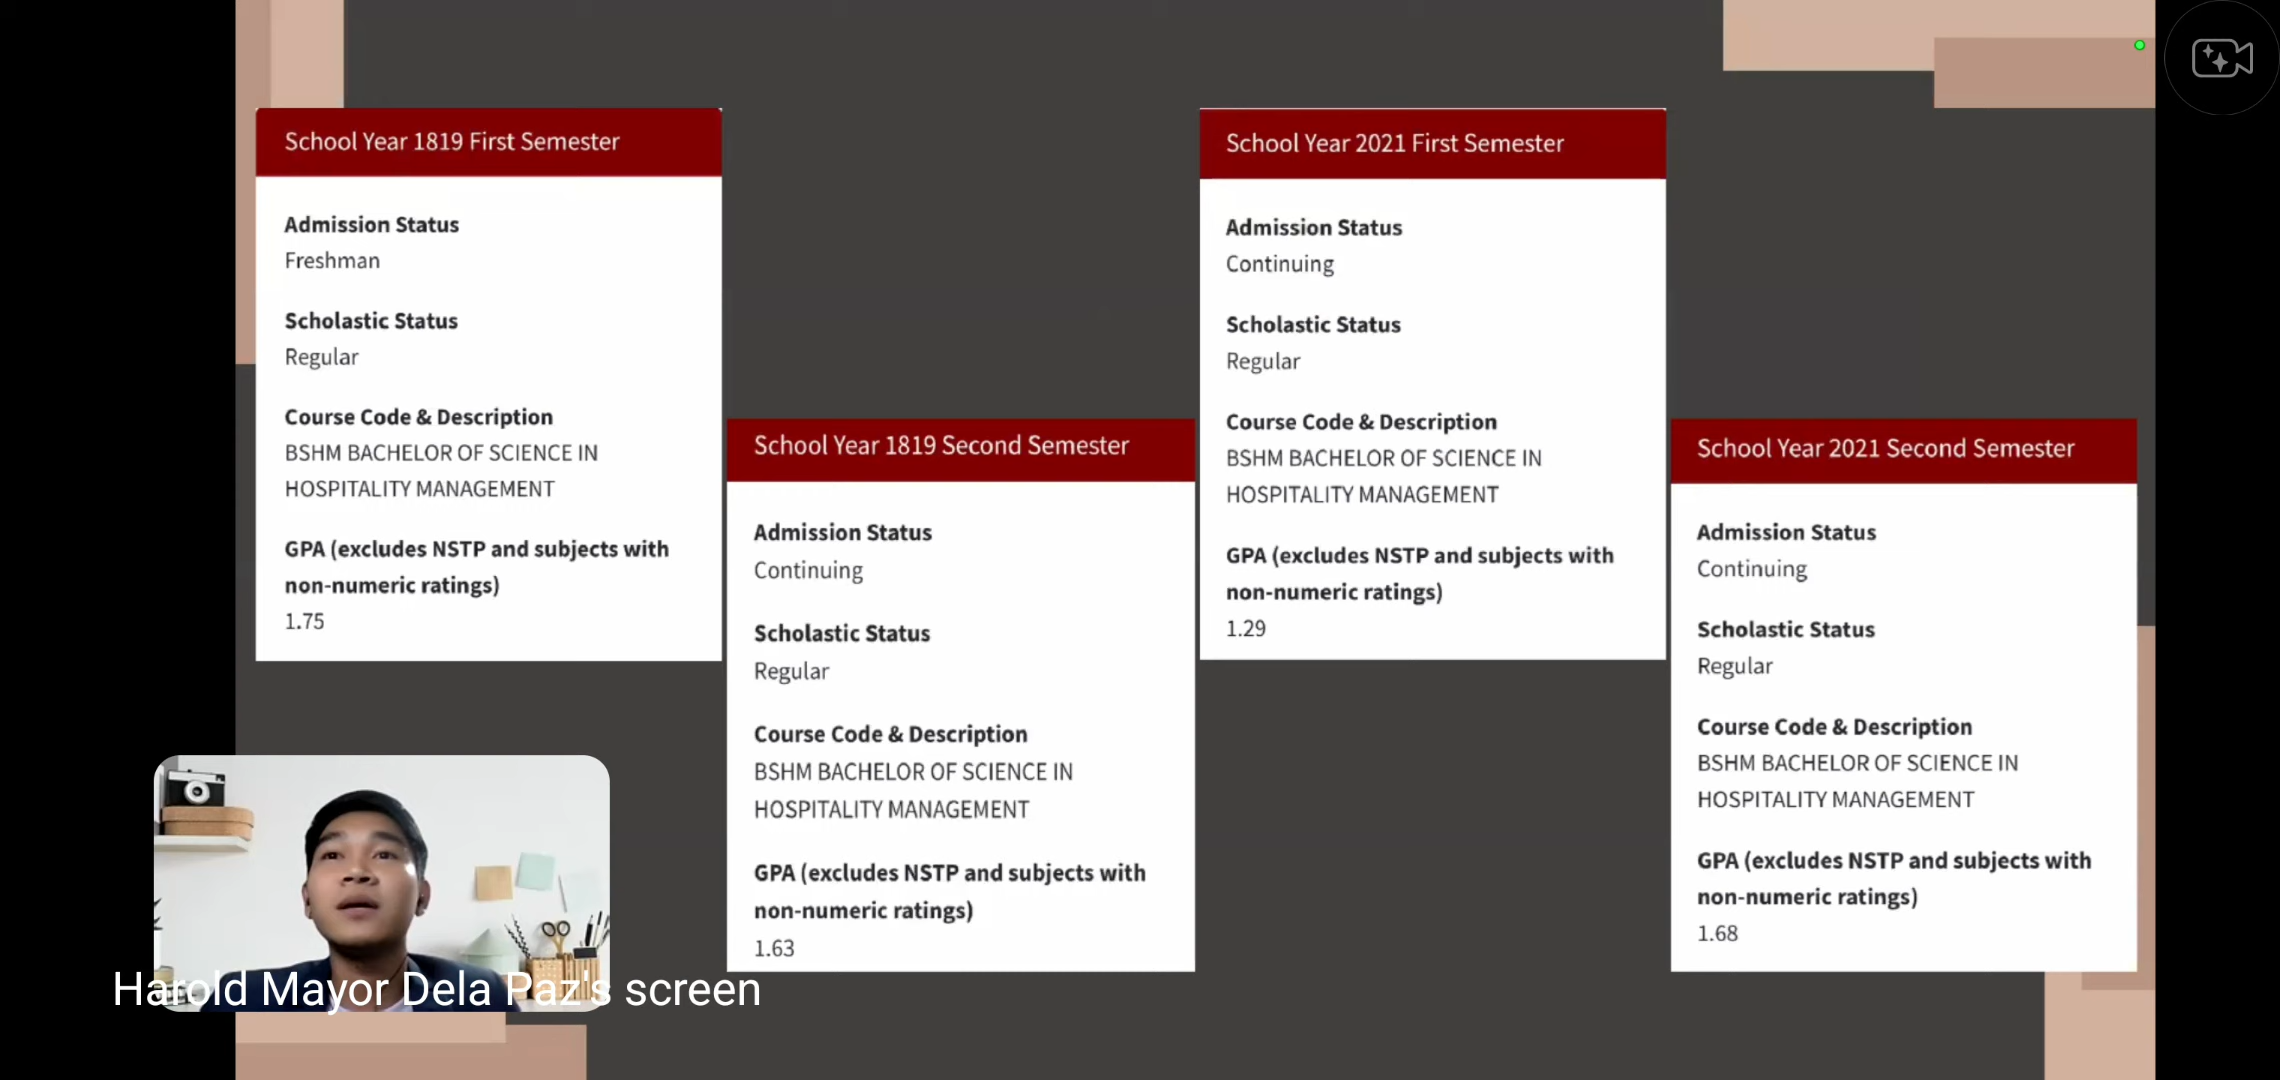 School Year 1819 First Semester
Admission Status
Freshman
Scholastic Status
Regular
Course Code & Description
BSHM BACHELOR OF SCIENCE IN
HOSPITALITY MANAGEMENT
GPA (excludes NSTP and subjects with
non-numeric ratings)
1.75
School Year 1819 Second Semester
Admission Status
Continuing
Scholastic Status
Regular
Course Code & Description
BSHM BACHELOR OF SCIENCE IN
HOSPITALITY MANAGEMENT
GPA (excludes NSTP and subjects with
non-numeric ratings)
1.63
School Year 2021 First Semester
Admission Status
Continuing
Scholastic Status
Regular
Course Code & Description
BSHM BACHELOR OF SCIENCE IN
HOSPITALITY MANAGEMENT
GPA (excludes NSTP and subjects with
non-numeric ratings)
1.29
School Year 2021 Second Semester
Admission Status
Continuing
Scholastic Status
Regular
Course Code & Description
BSHM BACHELOR OF SCIENCE IN
HOSPITALITY MANAGEMENT
GPA (excludes NSTP and subjects with
non-numeric ratings)
1.68
Harold Mayor Dela Paz's screen